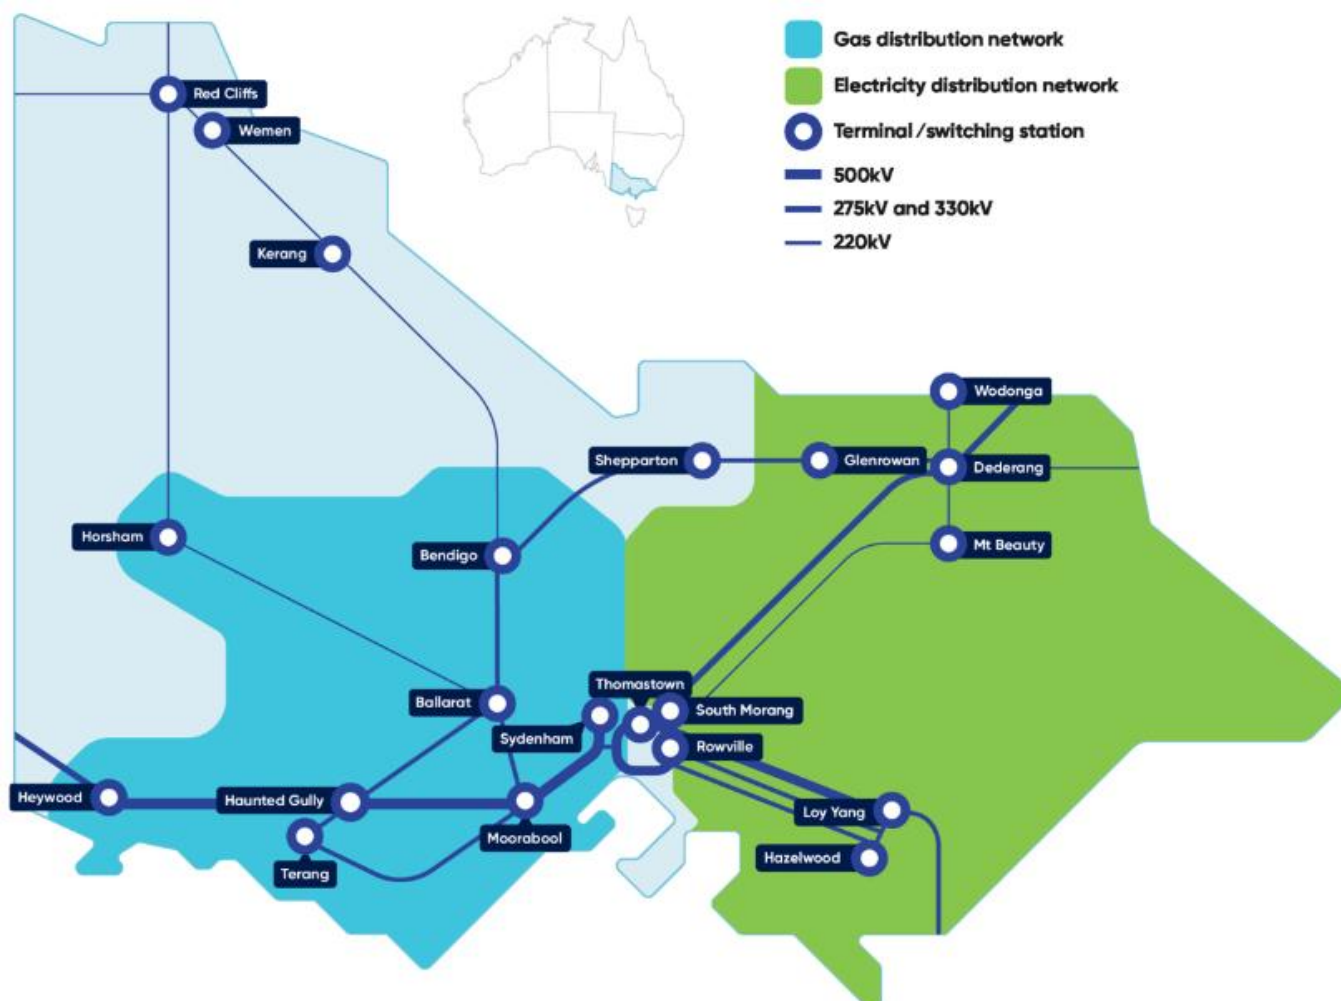 Gas distribution network
Electricity distribution network
Terminal/switching station
500kV
275kV and 330kV
220kV
Red Cliffs
Wemen
Kerang
Wodonga
Shepparton
Glenrowan
Dederang
Horsham
Bendigo
Mt Beauty
Thomastown
Ballarat
South Morang
Sydenham
Rowville
Heywood
Haunted Gully
Loy Yang
Moorabool
Hazelwood
Terang